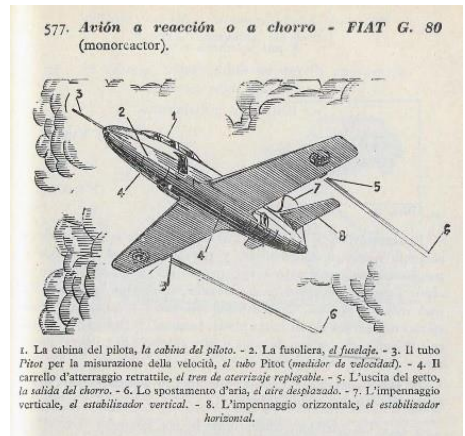 577. Avión a reacción o a chorro - FIAT G. 80
(monoreactor).
3
1
2
4
7
5
6
8
4
5
6
1. La cabina del pilota, la cabina del piloto. - 2. La fusoliera, el fuselaje. - 3. Il tubo
Pitot per la misurazione della velocità, el tubo Pitot (medidor de velocidad). - 4. Il
carrello d'atterraggio retrattile, el tren de aterrizaje replegable. - 5. L'uscita del getto,
la salida del chorro. - 6. Lo spostamento d'aria, el aire desplazado. - 7. L'impennaggio
verticale, el estabilizador vertical. - 8. L'impennaggio orizzontale, el estabilizador
horizontal.